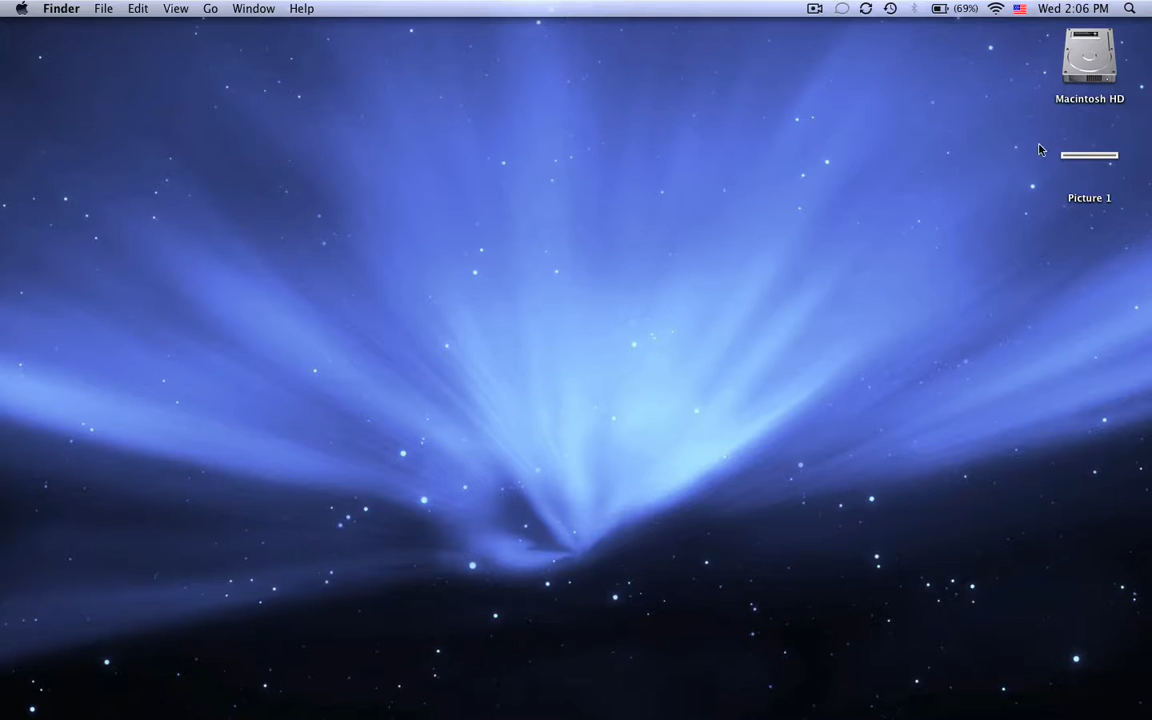 Finder File Edit View Go Window Help (69%) Wed 2:06 PM
Macintosh HD
Picture 1